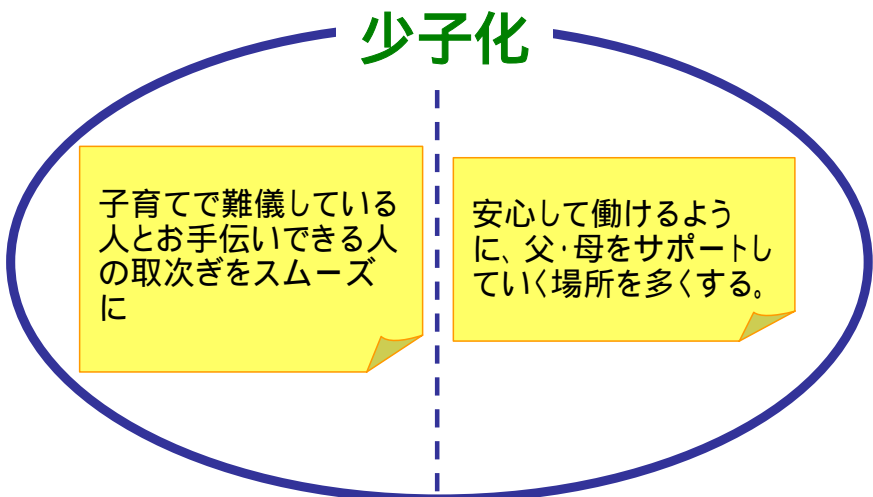 少子化
子育てで難儀している
人とお手伝いできる人
の取次ぎをスムーズ
に
安心して働けるよう
に、父・母をサポートし
ていく場所を多くする。